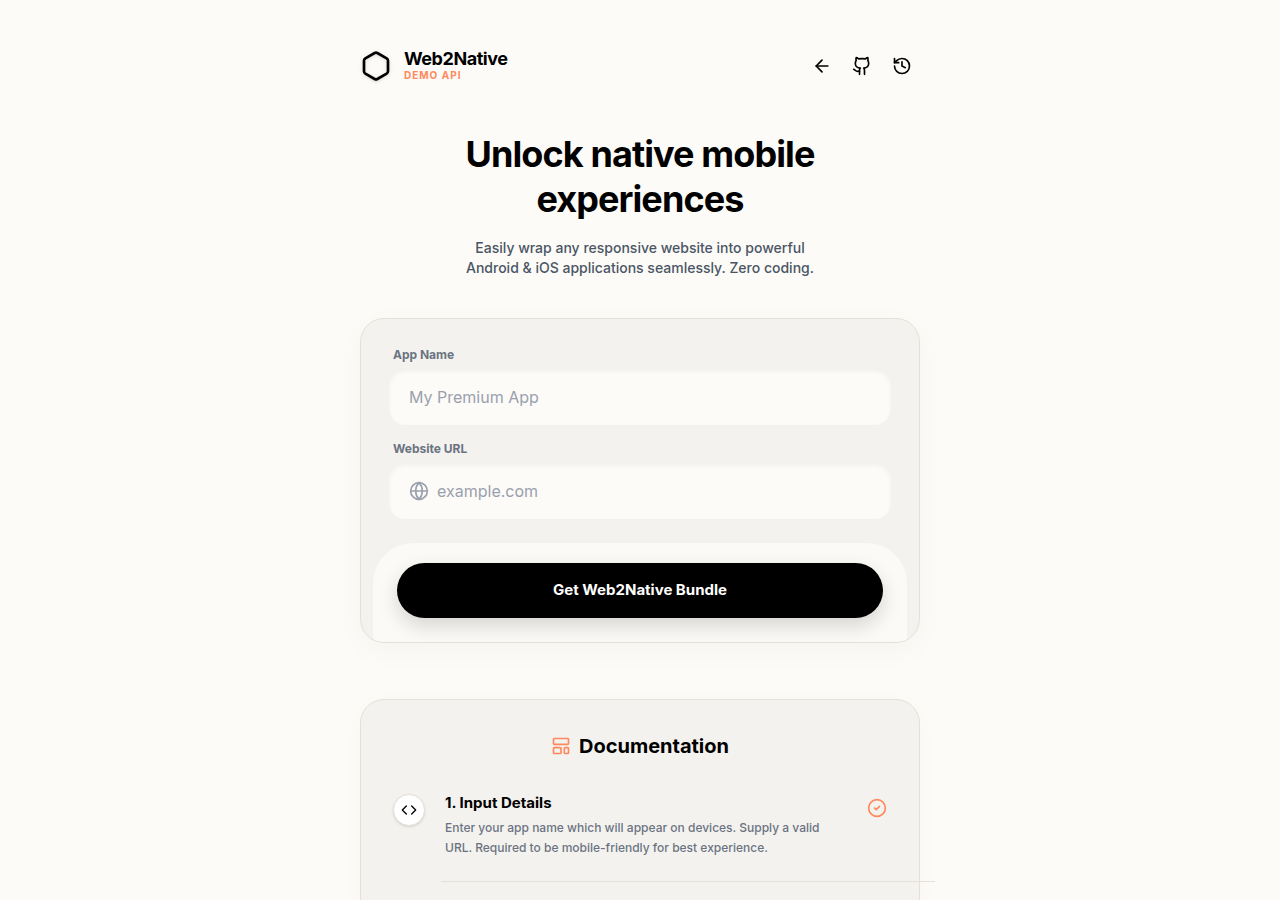 Web2Native
DEMO API
Unlock native mobile
experiences
Easily wrap any responsive website into powerful
Android & iOS applications seamlessly. Zero coding.
App Name
My Premium App
Website URL
example.com
Get Web2Native Bundle
Documentation
1. Input Details
Enter your app name which will appear on devices. Supply a valid
URL. Required to be mobile-friendly for best experience.